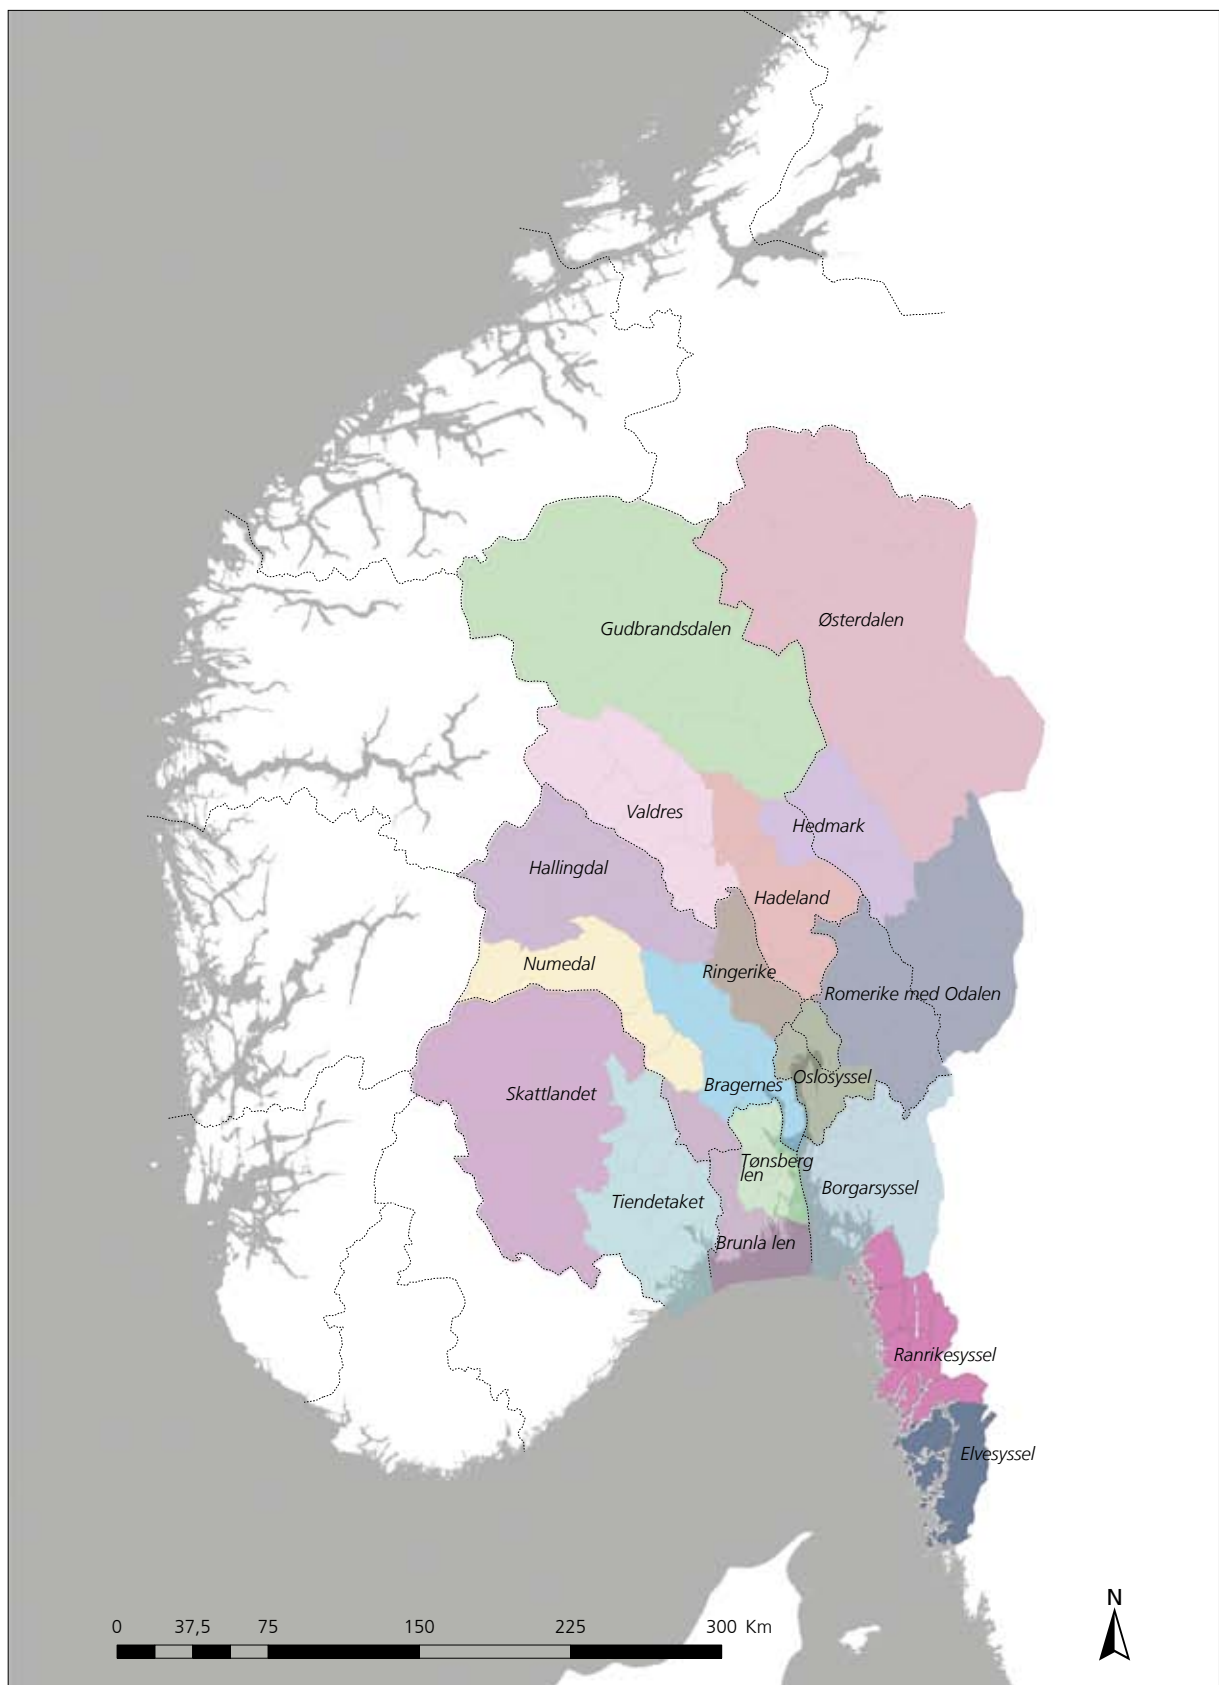 Østerdalen
Gudbrandsdalen
Valdres
Hedmark
Hallingdal
Hadeland
Numedal
Ringerike
Romerike med Odalen
Oslosyssel
Bragernes
Skattlandet
Tønsberg
len
Borgarsyssel
Tiendetaket
Brunla len
Ranrikesyssel
Elvesyssel
N
0 37,5 75 150 225 300 Km